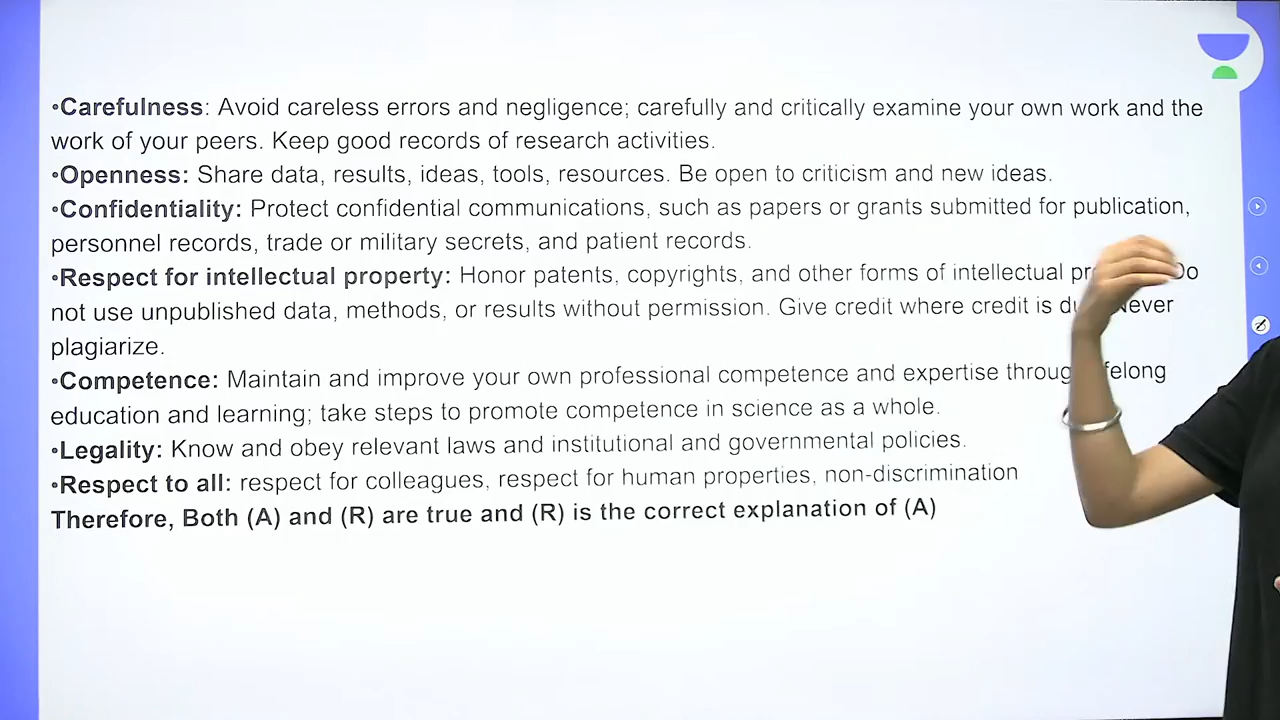 •Carefulness: Avoid careless errors and negligence; carefully and critically examine your own work and the
work of your peers. Keep good records of research activities.
•Openness: Share data, results, ideas, tools, resources. Be open to criticism and new ideas.
•Confidentiality: Protect confidential communications, such as papers or grants submitted for publication,
personnel records, trade or military secrets, and patient records.
•Respect for intellectual property: Honor patents, copyrights, and other forms of intellectual Do
not use unpublished data, methods, or results without permission. Give credit where credit is Never
plagiarize.
•Competence: Maintain and improve your own professional competence and expertise
education and learning; take steps to promote competence in science as a whole.
•Legality: Know and obey relevant laws and institutional and governmental policies.
•Respect to all: respect for colleagues, respect for human properties, non-discrimination
Therefore, Both (A) and (R) are true and (R) is the correct explanation of (A)